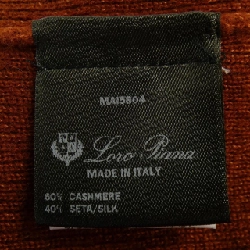 MAI5804
Loro Piana
MADE IN ITALY
60% CASHMERE
40% SETA/SILK